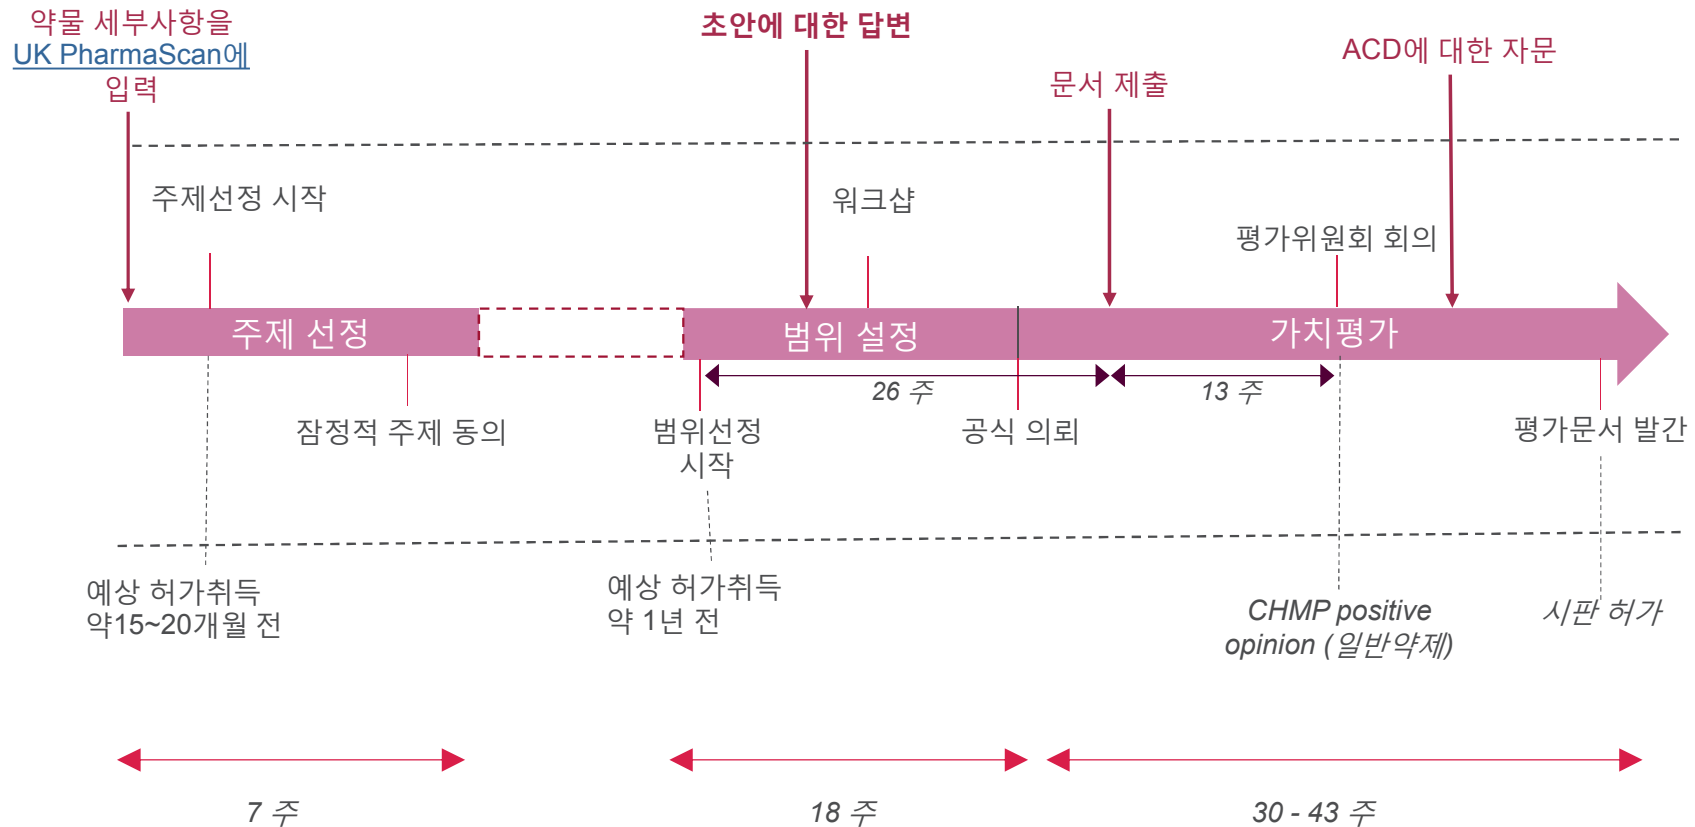 약물 세부사항을
UK PharmaScan에
입력
초안에 대한 답변
문서 제출
ACD에 대한 자문
주제선정 시작
워크샵
평가위원회 회의
주제 선정
범위 설정
가치평가
26 주
13 주
잠정적 주제 동의
범위선정
시작
공식 의뢰
평가문서 발간
예상 허가취득
약15~20개월 전
예상 허가취득
약 1년 전
CHMP positive
opinion (일반약제)
시판 허가
7 주
18 주
30 - 43 주